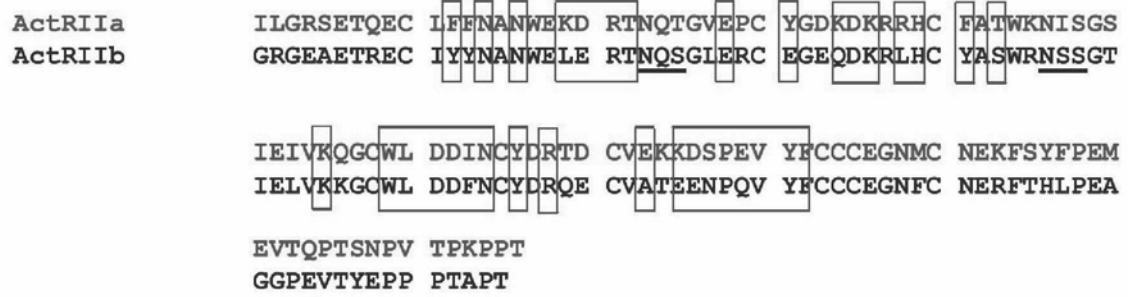 ActRIIa ILGRSETQEC LFFNANWEKD RTNQTGVEPC YGDKDKRRHC FATWKNISGS
ActRIIb GRGEAETREC IYYNANWELE RTNQSGLERC EGEQDKRLHC YASWRNSSGT
IEIVKQGCWL DDINCYDRTD CVEKKDSPEV YFCCCEGNMC NEKFSYFPEM
IELVKKGCWL DDFNCYDRQE CVATEENPQV YFCCCEGNFC NERFTHLPEA
EVTQPTSNPV TPKPPT
GGPEVTYEPP PTAPT